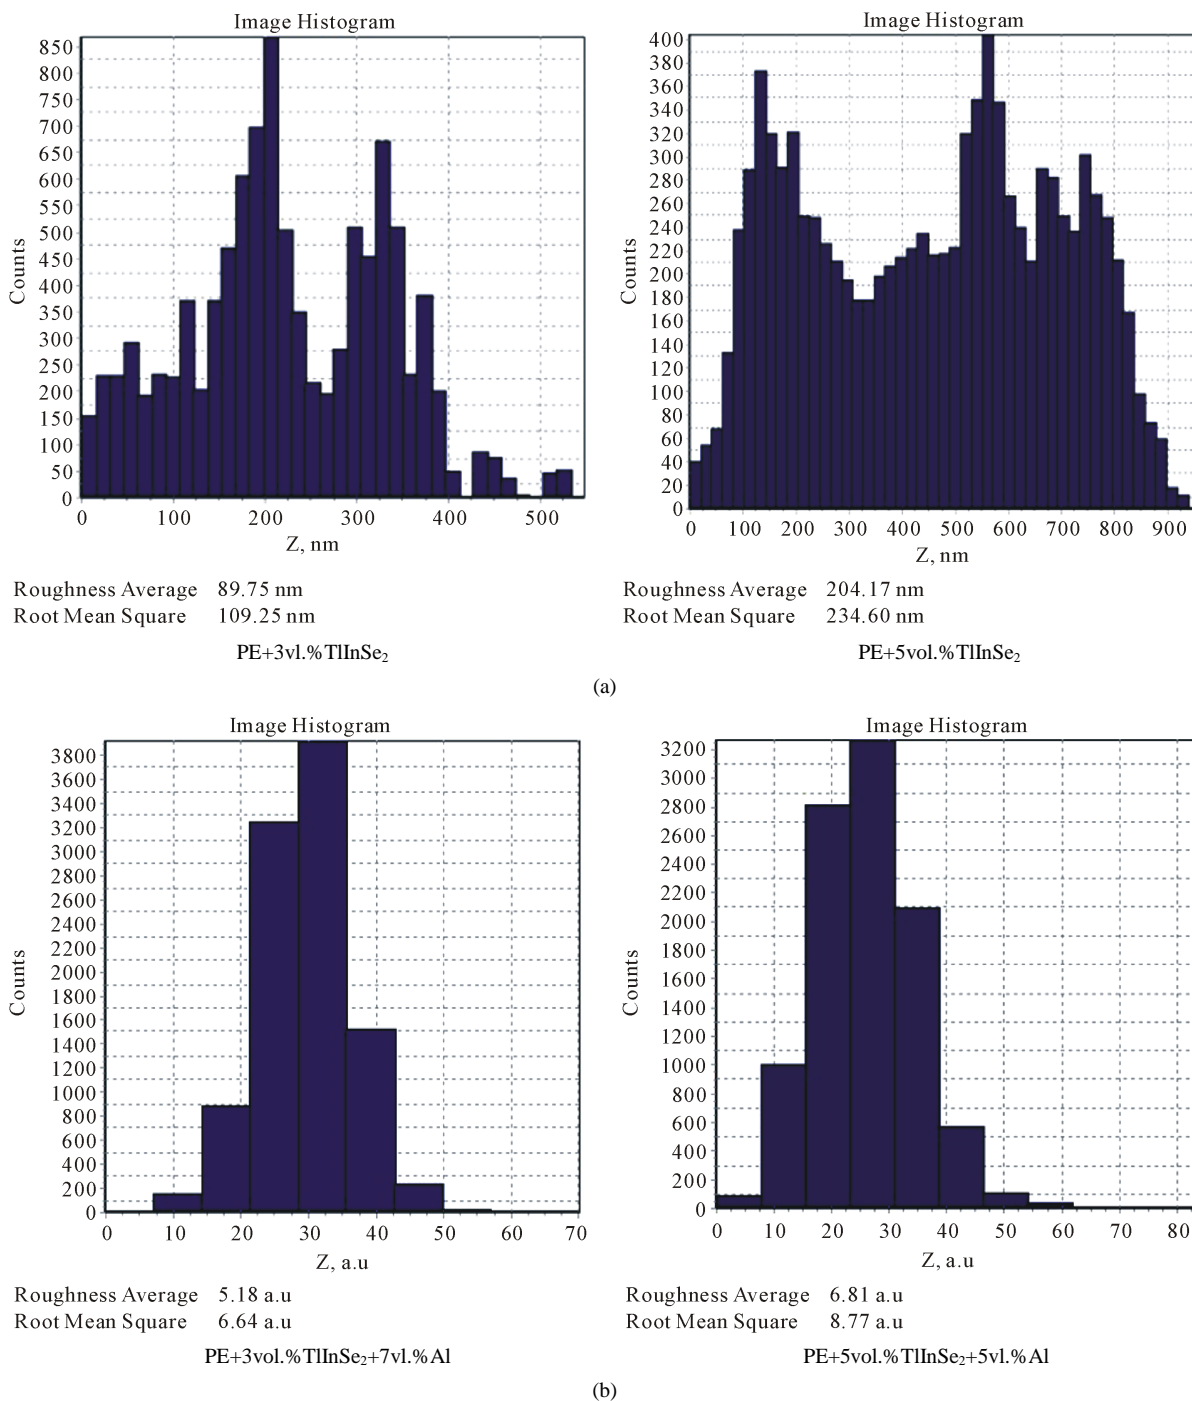 Image Histogram
Counts
850
800
750
700
650
600
550
500
450
400
350
300
250
200
150
100
50
0
0 100 200 300 400 500
Z, nm
Roughness Average 89.75 nm
Root Mean Square 109.25 nm
PE+3vl.%TlInSe₂
Image Histogram
Counts
400
380
360
340
320
300
280
260
240
220
200
180
160
140
120
100
80
60
40
20
0
0 100 200 300 400 500 600 700 800 900
Z, nm
Roughness Average 204.17 nm
Root Mean Square 234.60 nm
PE+5vol.%TlInSe₂
(a)
Image Histogram
Counts
3800
3600
3400
3200
3000
2800
2600
2400
2200
2000
1800
1600
1400
1200
1000
800
600
400
200
0
0 10 20 30 40 50 60 70
Z, a.u
Roughness Average 5.18 a.u
Root Mean Square 6.64 a.u
PE+3vol.%TlInSe₂+7vl.%Al
Image Histogram
Counts
3200
3000
2800
2600
2400
2200
2000
1800
1600
1400
1200
1000
800
600
400
200
0
0 10 20 30 40 50 60 70 80
Z, a.u
Roughness Average 6.81 a.u
Root Mean Square 8.77 a.u
PE+5vol.%TlInSe₂+5vl.%Al
(b)